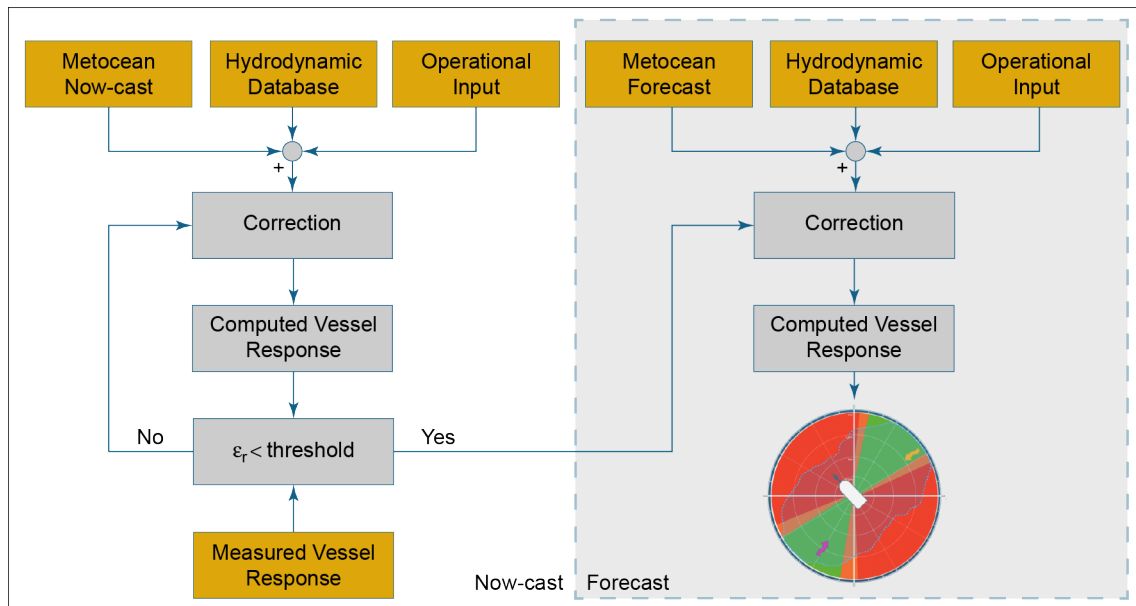 Metocean
Now-cast
Hydrodynamic
Database
Operational
Input
+
Correction
Computed Vessel
Response
No
εr < threshold
Yes
Measured Vessel
Response
Now-cast
Metocean
Forecast
Hydrodynamic
Database
Operational
Input
+
Correction
Computed Vessel
Response
Forecast